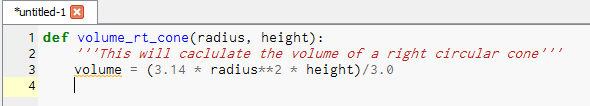 *untitled-1
1 def volume_rt_cone(radius, height):
2     '''This will caclulate the volume of a right circular cone'''
3     volume = (3.14 * radius**2 * height)/3.0
4